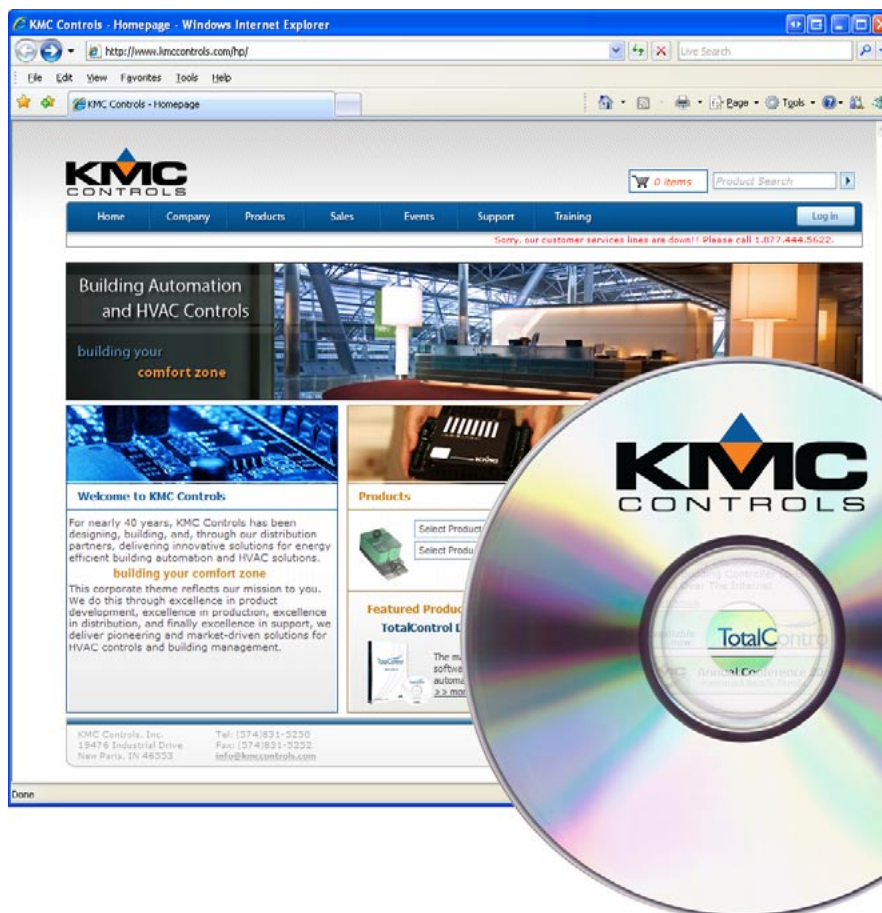 KMC Controls - Homepage - Windows Internet Explorer
http://www.kmccontrols.com/hp/
Live Search
File Edit View Favorites Tools Help
KMC Controls - Homepage
Page Tools
KMC
CONTROLS
0 items
Product Search
Home Company Products Sales Events Support Training Log in
Sorry, our customer services lines are down!! Please call 1.877.444.5622.
Building Automation
and HVAC Controls
building your
comfort zone
Welcome to KMC Controls
For nearly 40 years, KMC Controls has been
designing, building, and, through our distribution
partners, delivering innovative solutions for energy
efficient building automation and HVAC solutions.
building your comfort zone
This corporate theme reflects our mission to you.
We do this through excellence in product
development, excellence in production, excellence
in distribution, and finally excellence in support, we
deliver pioneering and market-driven solutions for
HVAC controls and building management.
Products
Select Product
Select Produ
Featured Produc
TotalControl D
The ma
softwa
automa
>> mor
KMC
CONTROLS
Over The Internet.
TotalContro
Annual Conference
KMC Controls, Inc.
19476 Industrial Drive
New Paris, IN 46553
Tel: (574)831-5250
Fax: (574)831-5252
info@kmccontrols.com
Done